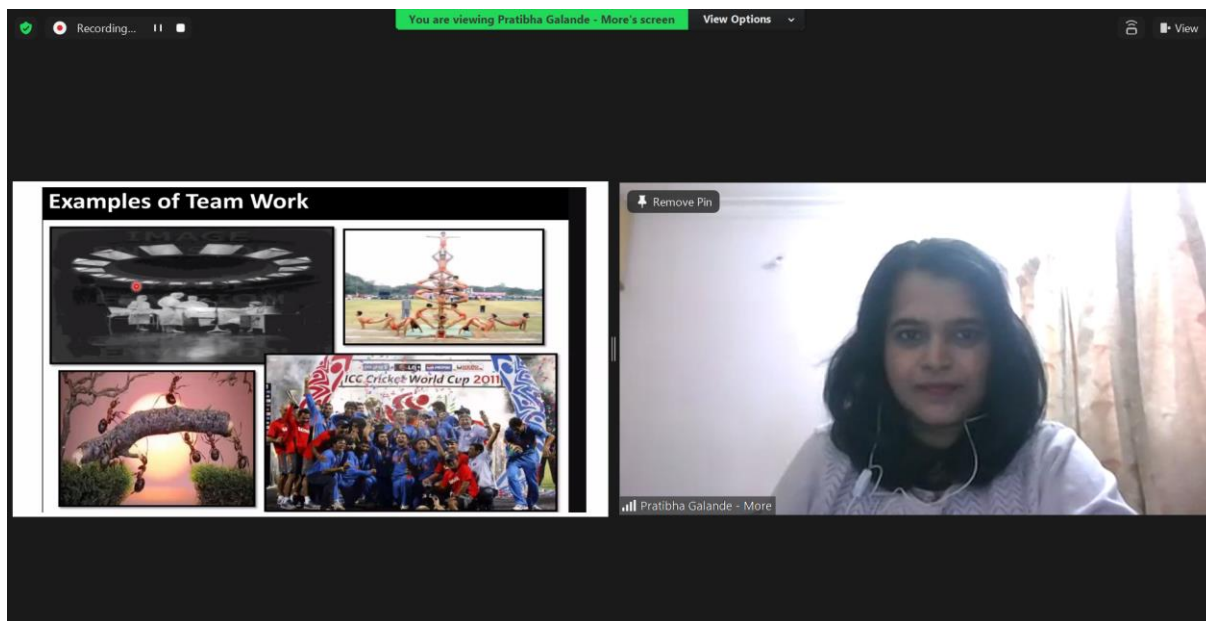 Recording...
You are viewing Pratibha Galande - More's screen
View Options
View
Examples of Team Work
IMAGE
ICC Cricket World Cup 2011
Remove Pin
Pratibha Galande - More